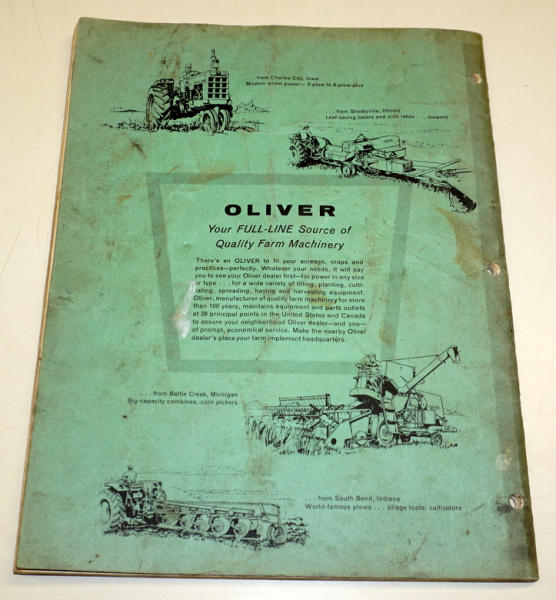 from Charles City, Iowa
Modern wheel power— 3-plow to 8-plow-plus
. . . from Shelbyville, Illinois
Leaf-saving balers and side rakes . . . mowers
OLIVER
Your FULL-LINE Source of
Quality Farm Machinery
There's an OLIVER to fit your acreage, crops and
practices—perfectly. Whatever your needs, it will pay
you to see your Oliver dealer first—for power in any size
or type . . . for a wide variety of tilling, planting, culti-
vating, spreading, haying and harvesting equipment.
Oliver, manufacturer of quality farm machinery for more
than 100 years, maintains equipment and parts outlets
at 28 principal points in the United States and Canada
to assure your neighborhood Oliver dealer—and you—
of prompt, economical service. Make the nearby Oliver
dealer's place your farm implement headquarters.
. . . from Battle Creek, Michigan
Big-capacity combines, corn pickers
. . . from South Bend, Indiana
World-famous plows . . . tillage tools, cultivators